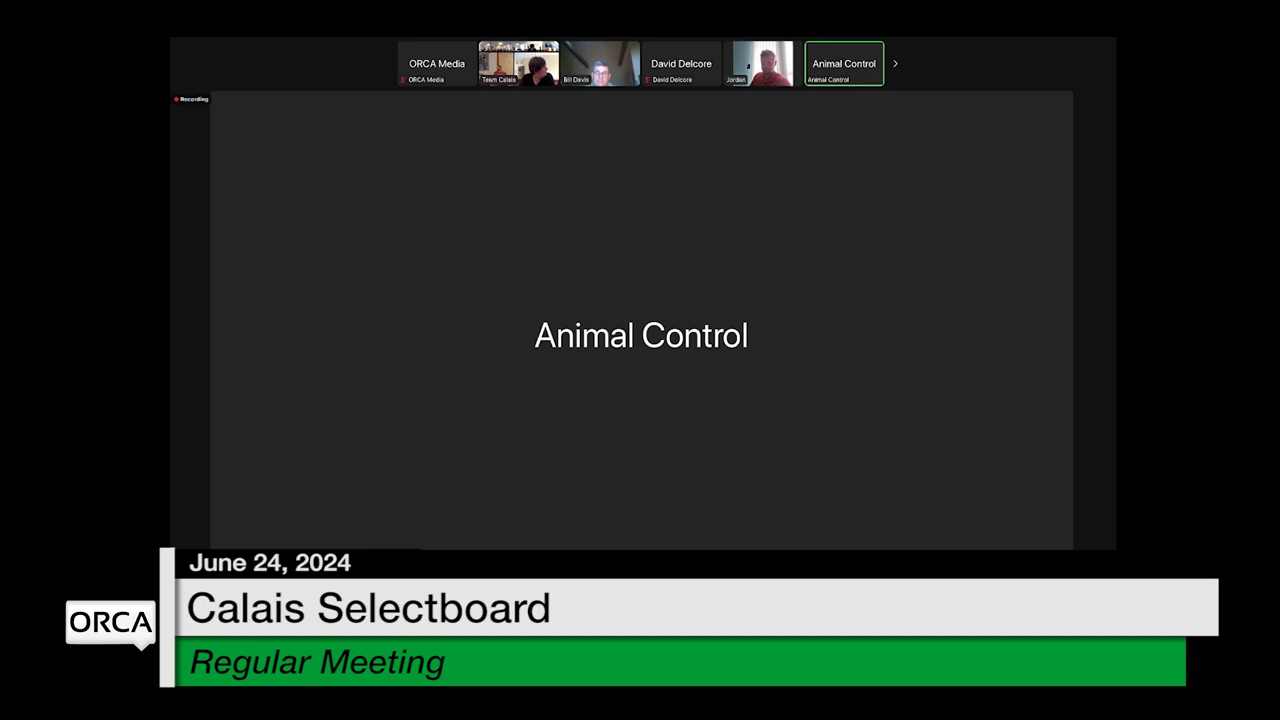 ORCA Media
ORCA Media
Team Calais
Bill Davis
David Delcore
David Delcore
Jordan
Animal Control
Animal Control
Recording
Animal Control
June 24, 2024
Calais Selectboard
ORCA
Regular Meeting